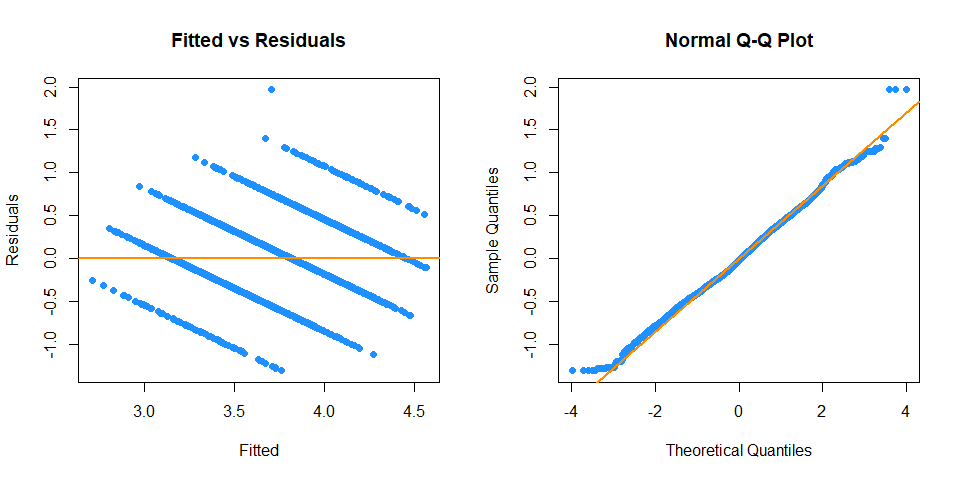 Fitted vs Residuals
Residuals
2.0
1.5
1.0
0.5
0.0
-0.5
-1.0
3.0 3.5 4.0 4.5
Fitted
Normal Q-Q Plot
Sample Quantiles
2.0
1.5
1.0
0.5
0.0
-0.5
-1.0
-4 -2 0 2 4
Theoretical Quantiles